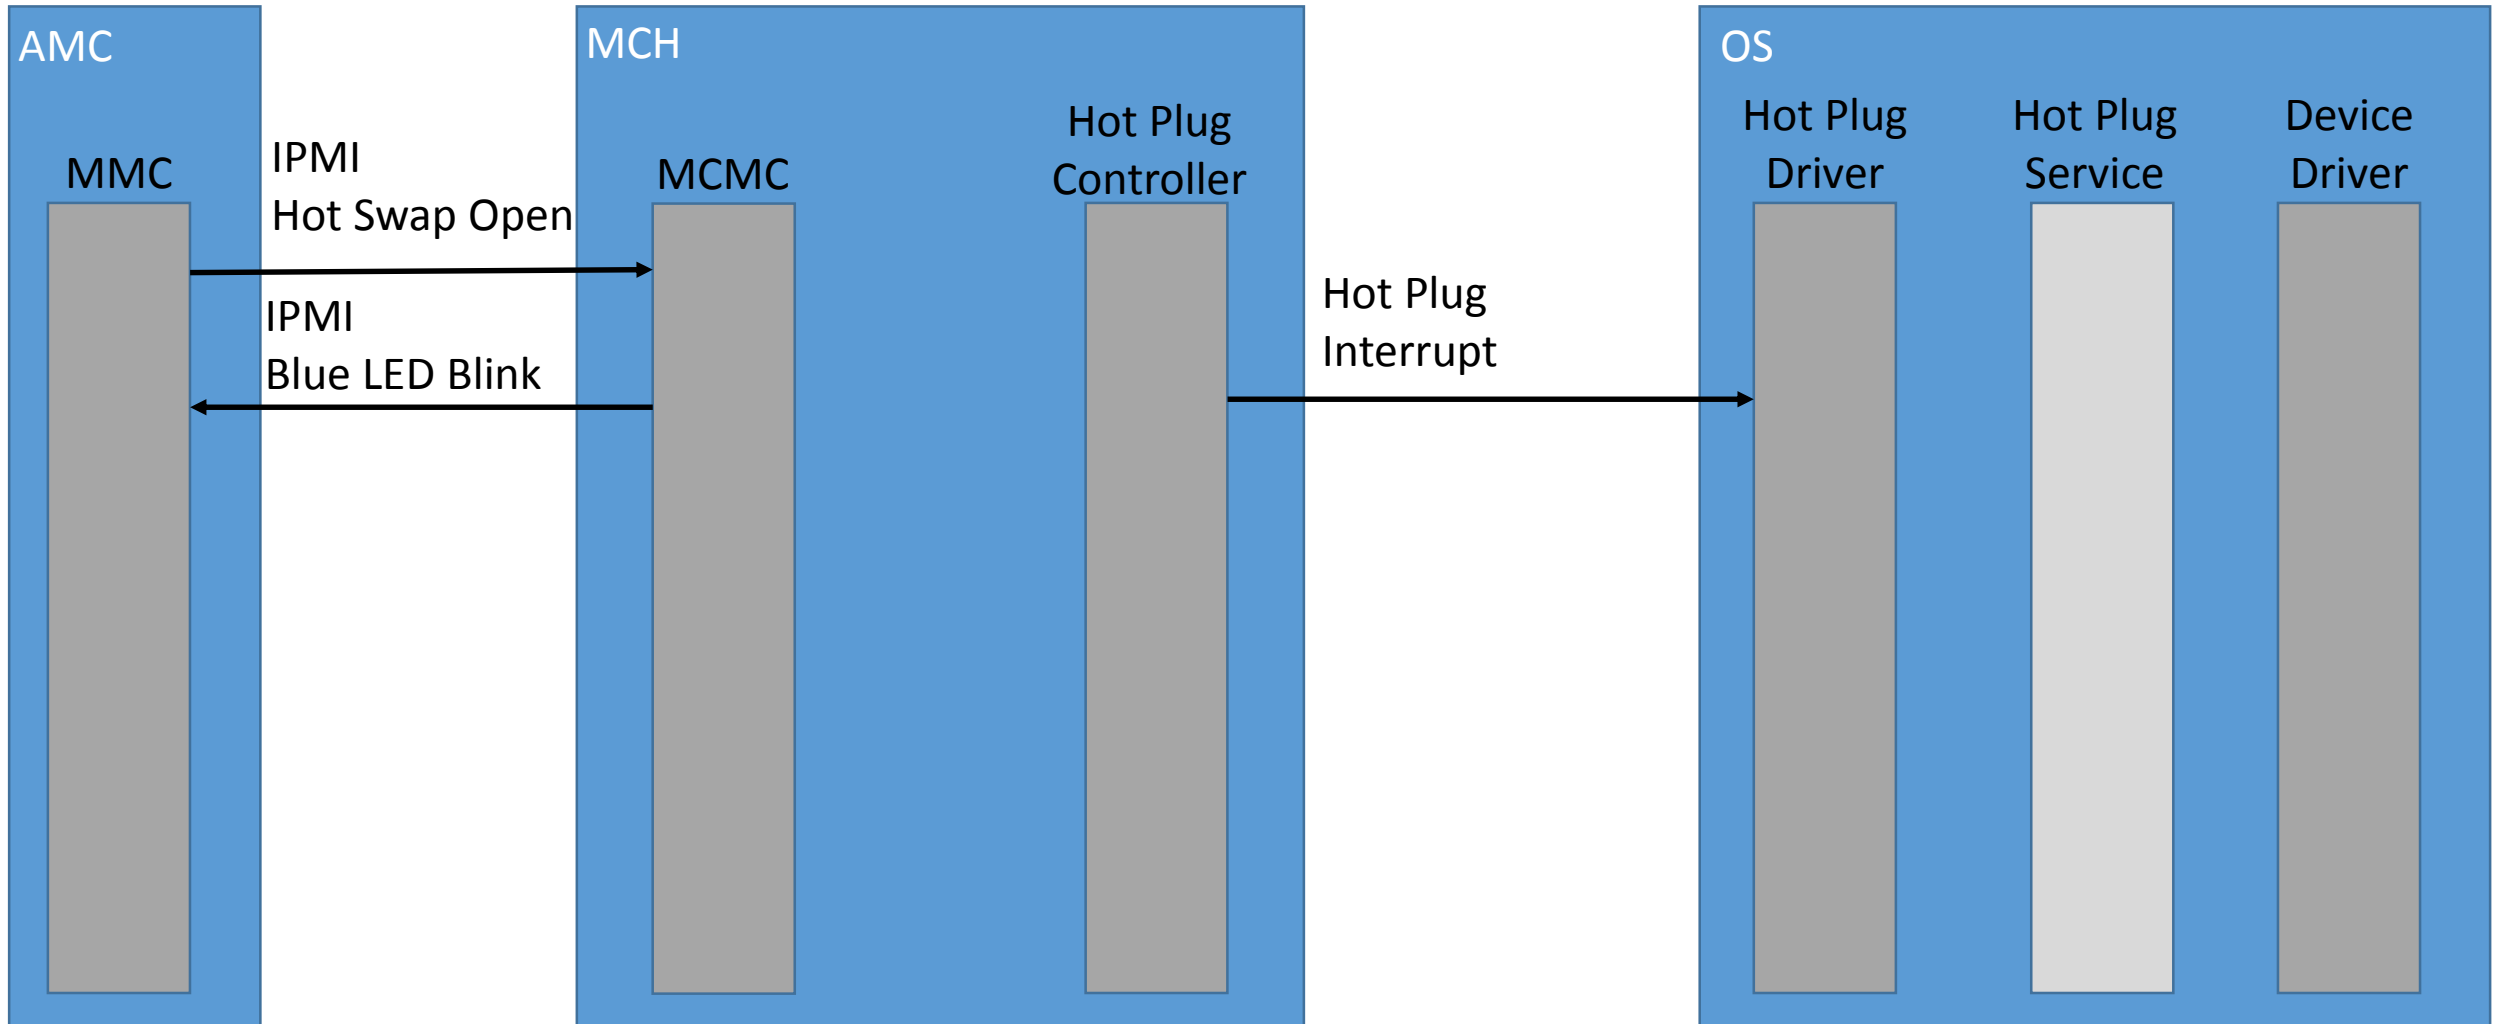 AMC
MMC
IPMI
Hot Swap Open
IPMI
Blue LED Blink
MCH
MCMC
Hot Plug
Controller
Hot Plug
Interrupt
OS
Hot Plug
Driver
Hot Plug
Service
Device
Driver